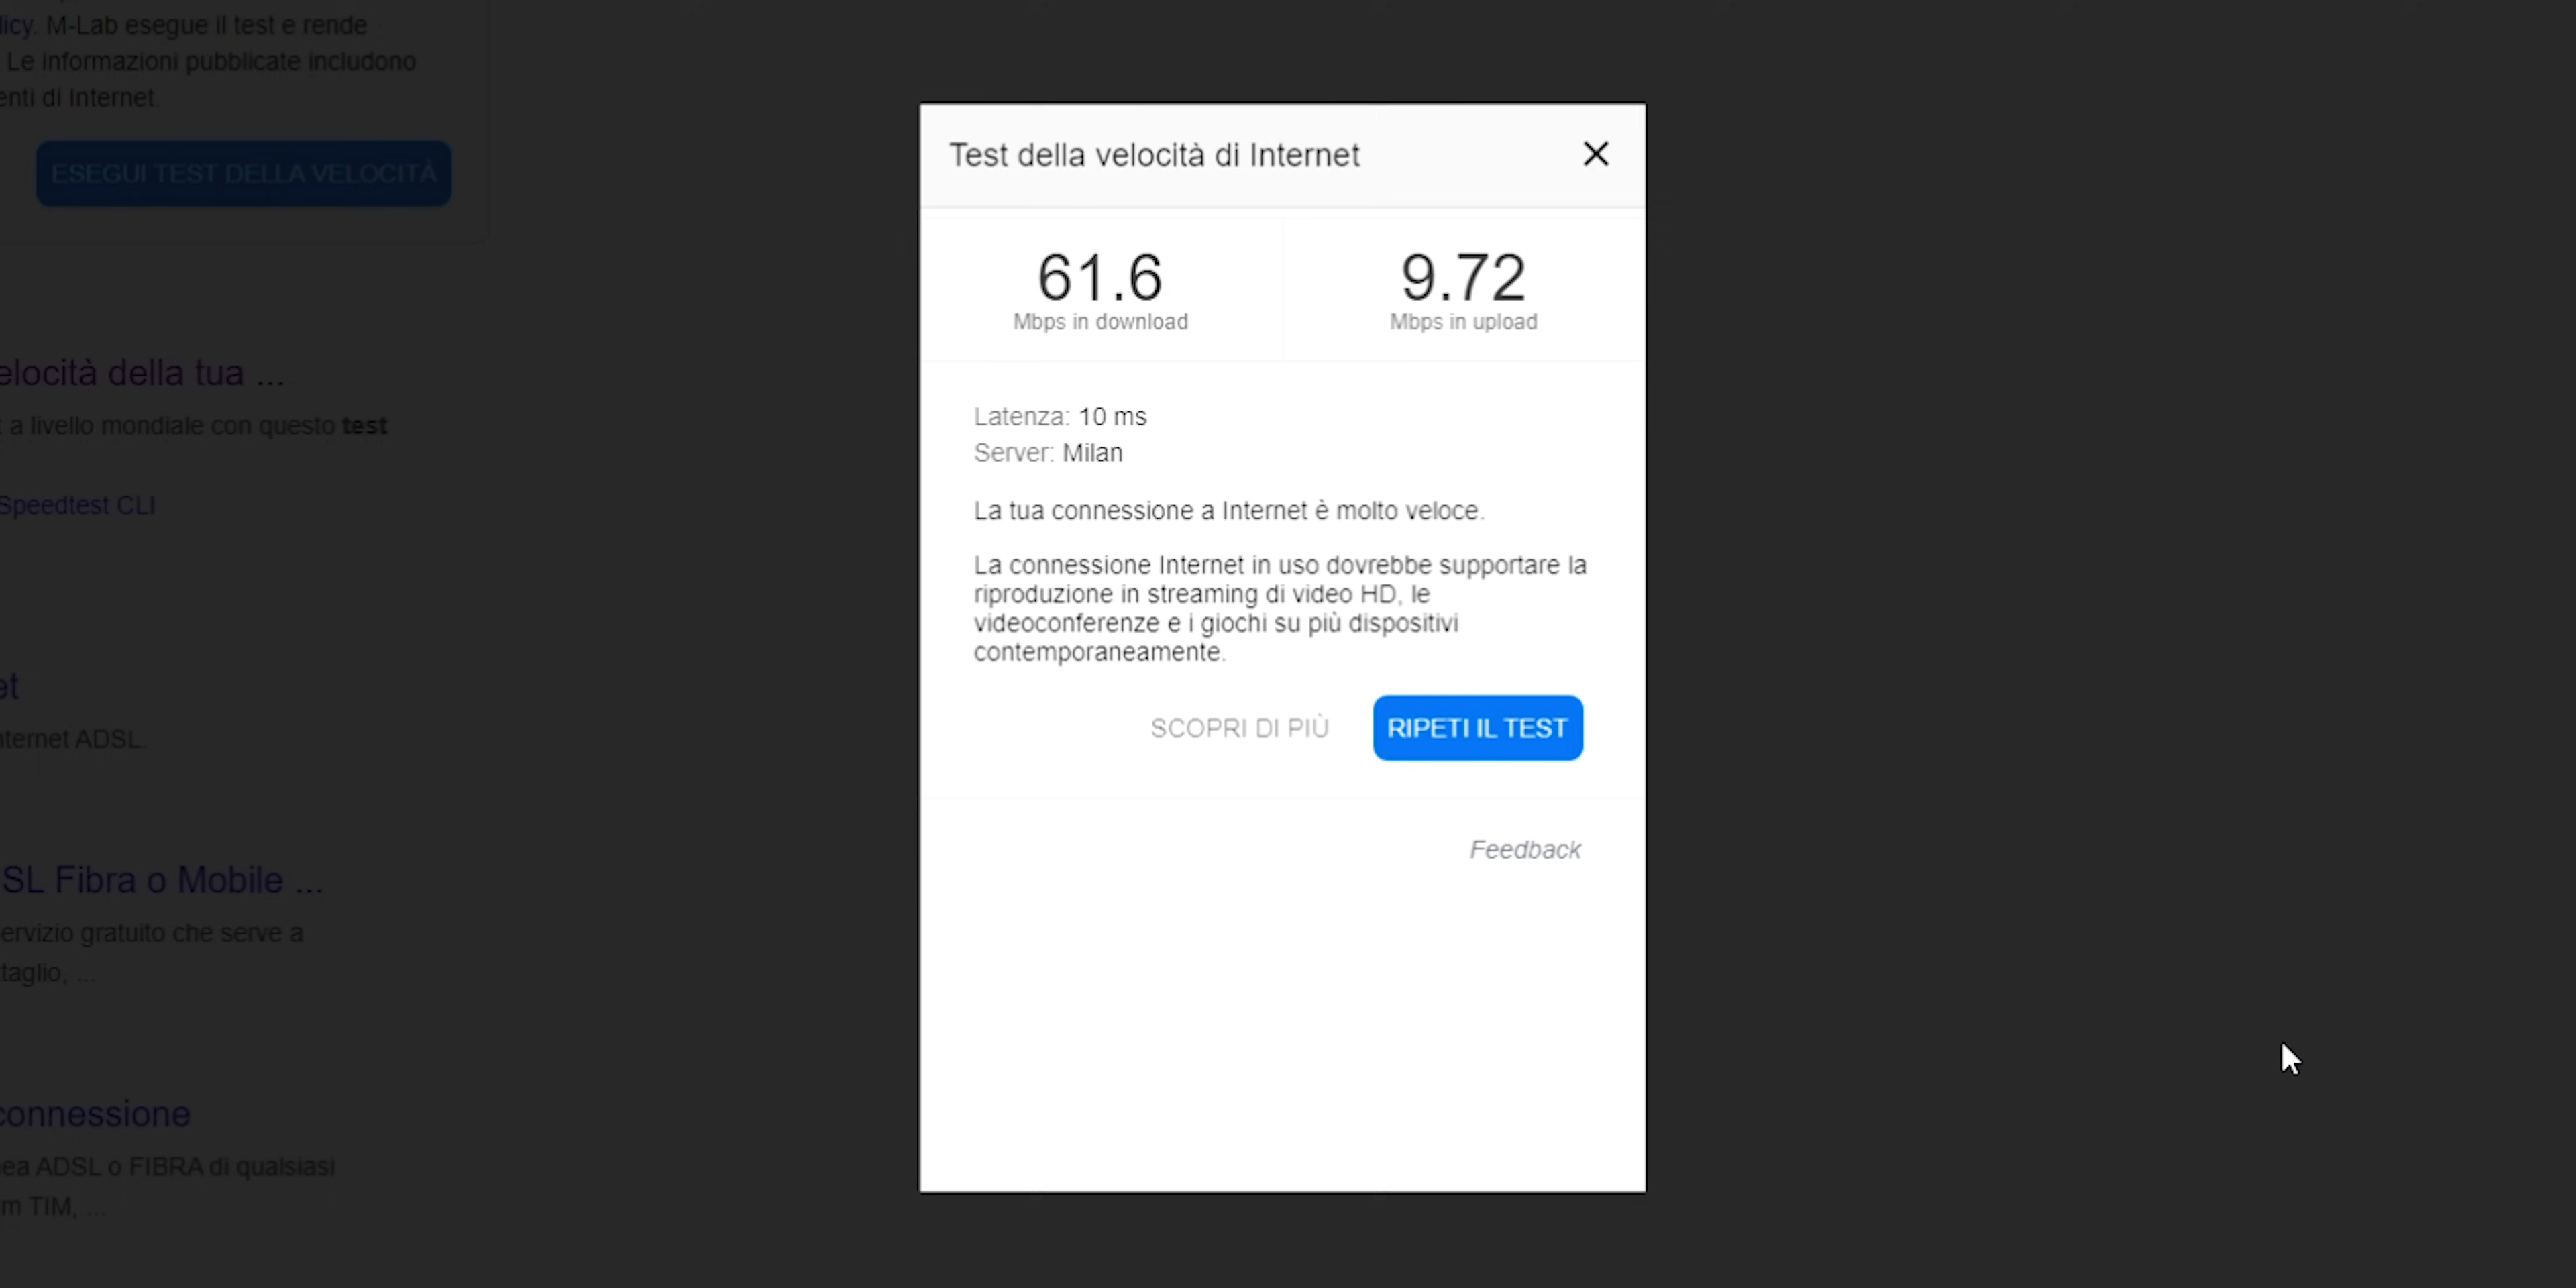 licy. M-Lab esegue il test e rende
Le informazioni pubblicate includono
enti di Internet.
ESEGUI TEST DELLA VELOCITÀ
elocità della tua ...
a livello mondiale con questo test
Speedtest CLI
et
nternet ADSL.
SL Fibra o Mobile ...
ervizio gratuito che serve a
taglio, ...
connessione
ea ADSL o FIBRA di qualsiasi
m TIM, ...
Test della velocità di Internet
61.6
Mbps in download
9.72
Mbps in upload
Latenza: 10 ms
Server: Milan
La tua connessione a Internet è molto veloce.
La connessione Internet in uso dovrebbe supportare la
riproduzione in streaming di video HD, le
videoconferenze e i giochi su più dispositivi
contemporaneamente.
SCOPRI DI PIÙ
RIPETI IL TEST
Feedback